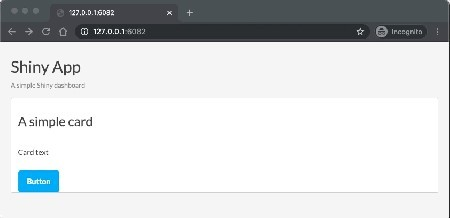 127.0.0.1:6082
127.0.0.1:6082
Incognito
Shiny App
A simple Shiny dashboard
A simple card
Card text
Button